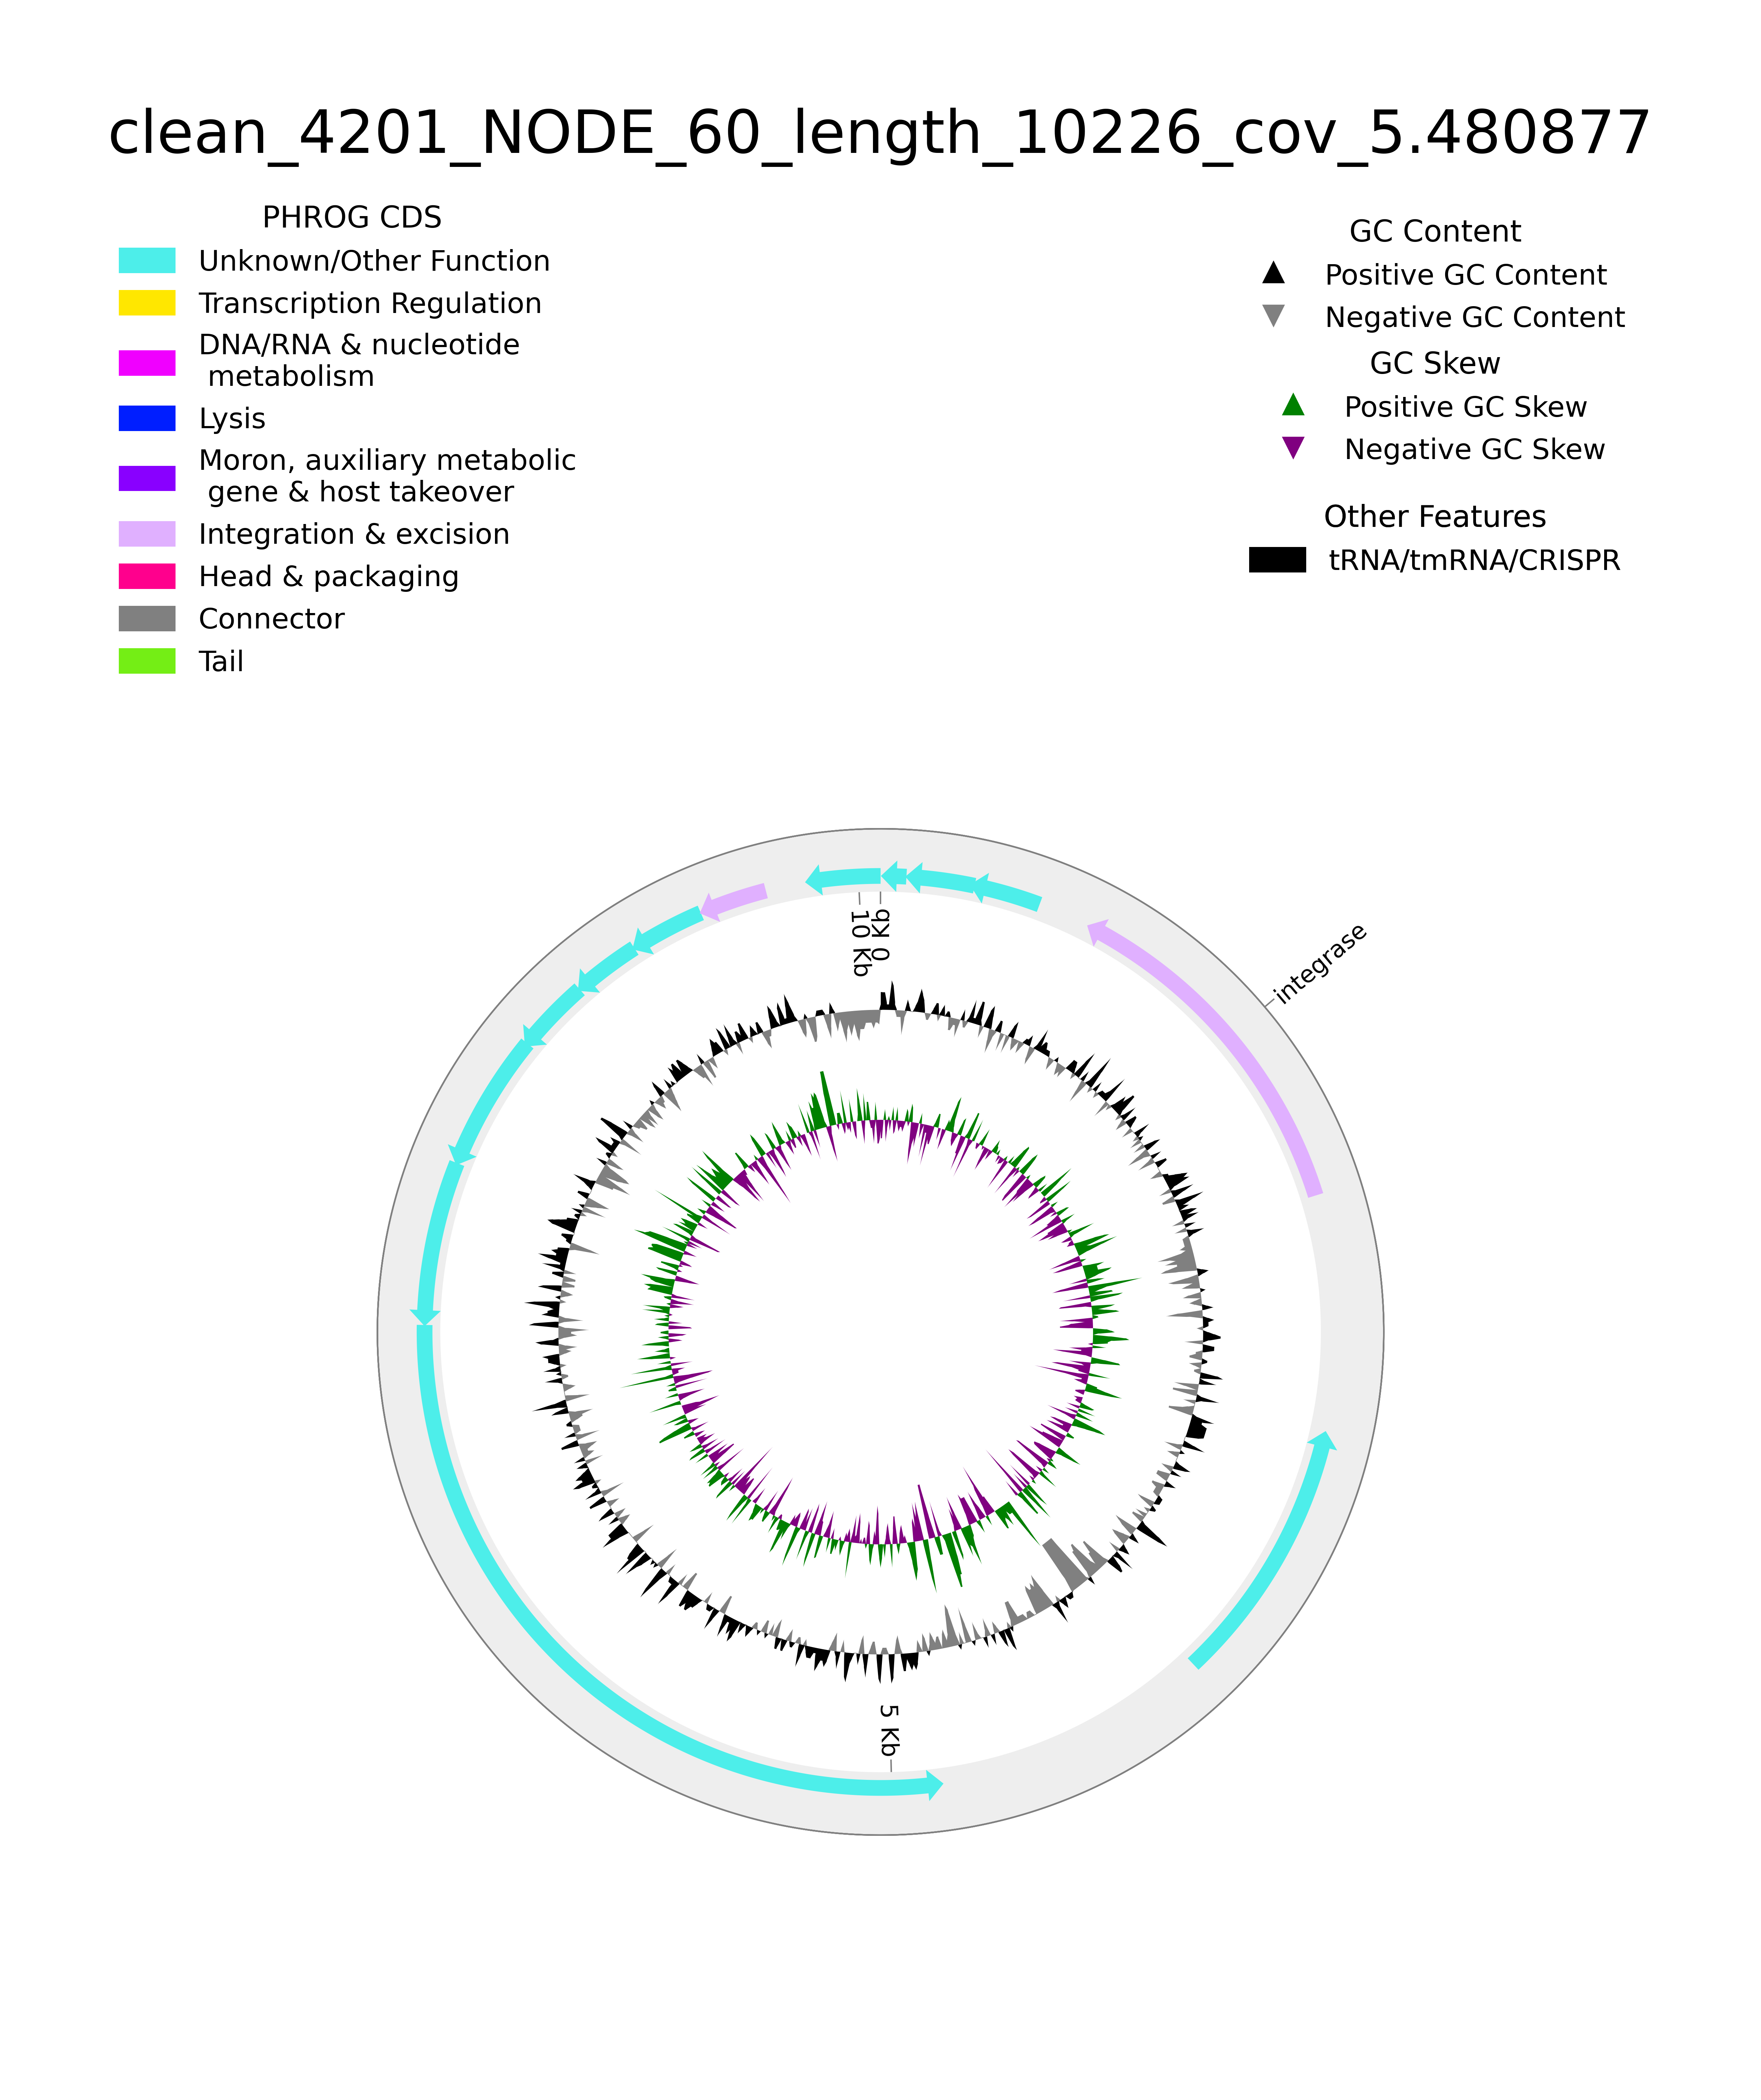 clean_4201_NODE_60_length_10226_cov_5.480877
PHROG CDS
Unknown/Other Function
Transcription Regulation
DNA/RNA & nucleotide
metabolism
Lysis
Moron, auxiliary metabolic
gene & host takeover
Integration & excision
Head & packaging
Connector
Tail
GC Content
Positive GC Content
Negative GC Content
GC Skew
Positive GC Skew
Negative GC Skew
Other Features
tRNA/tmRNA/CRISPR
10 Kb
0 Kb
integrase
5 Kb